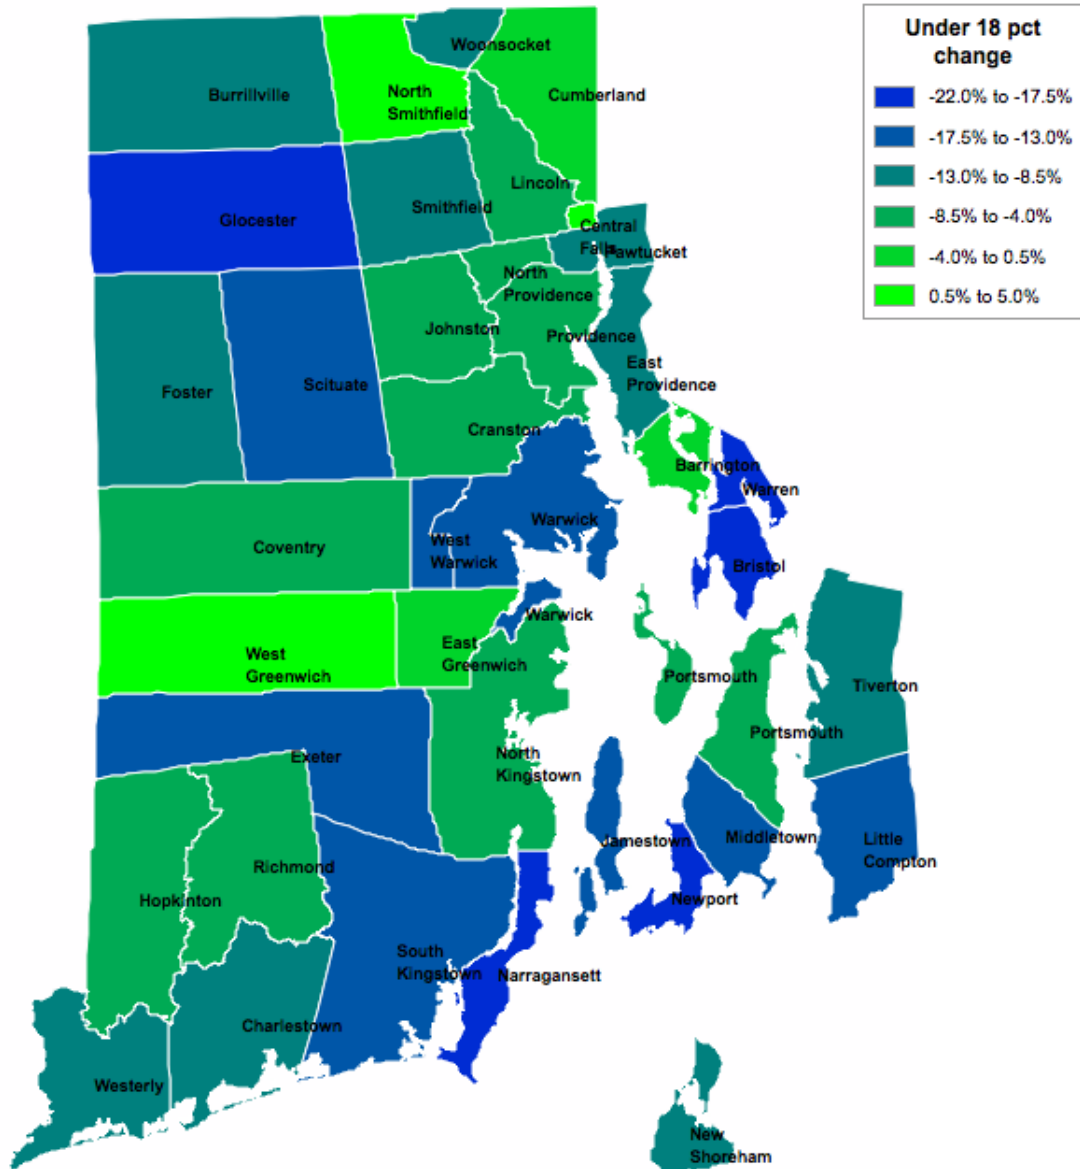 Under 18 pct
change
-22.0% to -17.5%
-17.5% to -13.0%
-13.0% to -8.5%
-8.5% to -4.0%
-4.0% to 0.5%
0.5% to 5.0%
Woonsocket
Burrillville
North
Smithfield
Cumberland
Lincoln
Smithfield
Glocester
Central
Falls
Pawtucket
North
Providence
Johnston
Providence
East
Providence
Foster
Scituate
Cranston
Barrington
Warren
Warwick
West
Warwick
Coventry
Bristol
Warwick
East
Greenwich
West
Greenwich
Portsmouth
Tiverton
Portsmouth
Exeter
North
Kingstown
Jamestown
Middletown
Little
Compton
Richmond
Hopkinton
Newport
South
Kingstown
Narragansett
Charlestown
Westerly
New
Shoreham